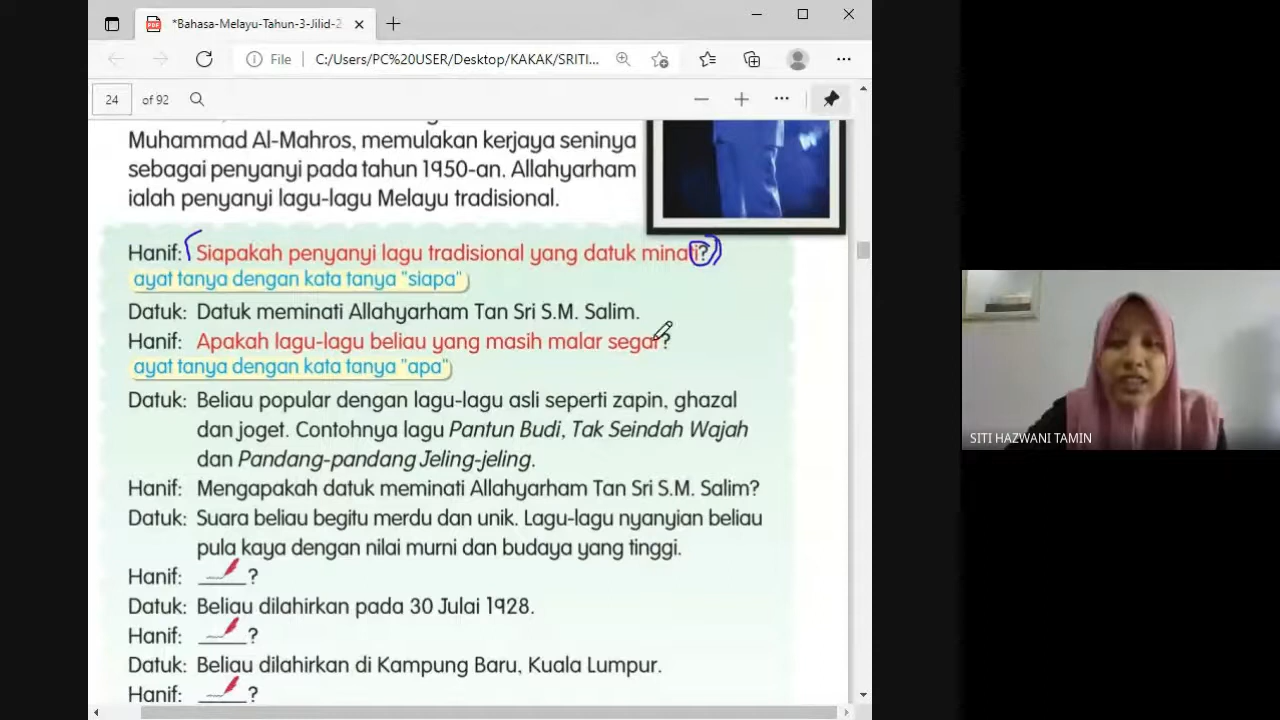 *Bahasa-Melayu-Tahun-3-Jilid-2
File
C:/Users/PC%20USER/Desktop/KAKAK/SRITI...
24 of 92
Muhammad Al-Mahros, memulakan kerjaya seninya
sebagai penyanyi pada tahun 1950-an. Allahyarham
ialah penyanyi lagu-lagu Melayu tradisional.
Hanif: Siapakah penyanyi lagu tradisional yang datuk minati?
ayat tanya dengan kata tanya "siapa"
Datuk: Datuk meminati Allahyarham Tan Sri S.M. Salim.
Hanif: Apakah lagu-lagu beliau yang masih malar segar?
ayat tanya dengan kata tanya "apa"
Datuk: Beliau popular dengan lagu-lagu asli seperti zapin, ghazal
dan joget. Contohnya lagu Pantun Budi, Tak Seindah Wajah
dan Pandang-pandang Jeling-jeling.
Hanif: Mengapakah datuk meminati Allahyarham Tan Sri S.M. Salim?
Datuk: Suara beliau begitu merdu dan unik. Lagu-lagu nyanyian beliau
pula kaya dengan nilai murni dan budaya yang tinggi.
Hanif: ____?
Datuk: Beliau dilahirkan pada 30 Julai 1928.
Hanif: ____?
Datuk: Beliau dilahirkan di Kampung Baru, Kuala Lumpur.
Hanif: ____?
SITI HAZWANI TAMIN